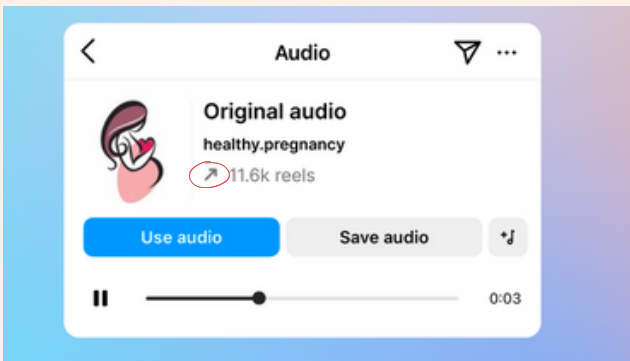 Audio
Original audio
healthy.pregnancy
11.6k reels
Use audio
Save audio
0:03